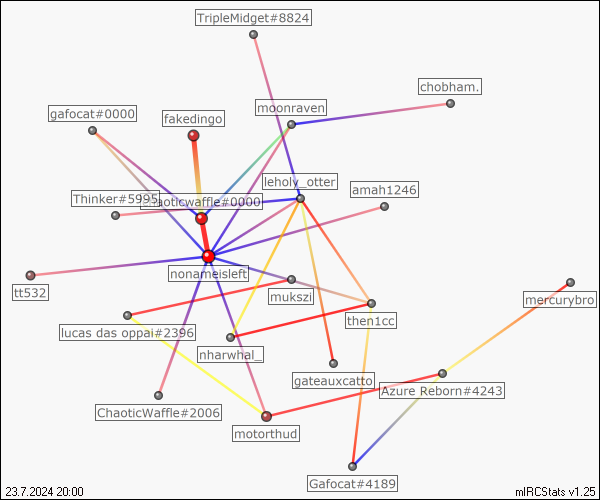 TripleMidget#8824
chobham.
moonraven
gafocat#0000
fakedingo
leholy_otter
amah1246
Thinker#5995
chaoticwaffle#0000
nonameisleft
tt532
mukszi
mercurybro
then1cc
lucas das oppai#2396
nharwhal_
gateauxcatto
Azure Reborn#4243
ChaoticWaffle#2006
motorthud
Gafocat#4189
23.7.2024 20:00
mIRCStats v1.25